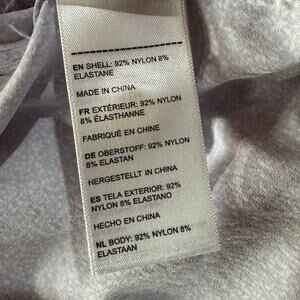 EN SHELL: 92% NYLON 8%
ELASTANE
MADE IN CHINA
FR EXTÉRIEUR: 92% NYLON
8% ÉLASTHANNE
FABRIQUÉ EN CHINE
DE OBERSTOFF: 92% NYLON
8% ELASTAN
HERGESTELLT IN CHINA
ES TELA EXTERIOR: 92%
NYLON 8% ELASTANO
HECHO EN CHINA
NL BODY: 92% NYLON 8%
ELASTAAN